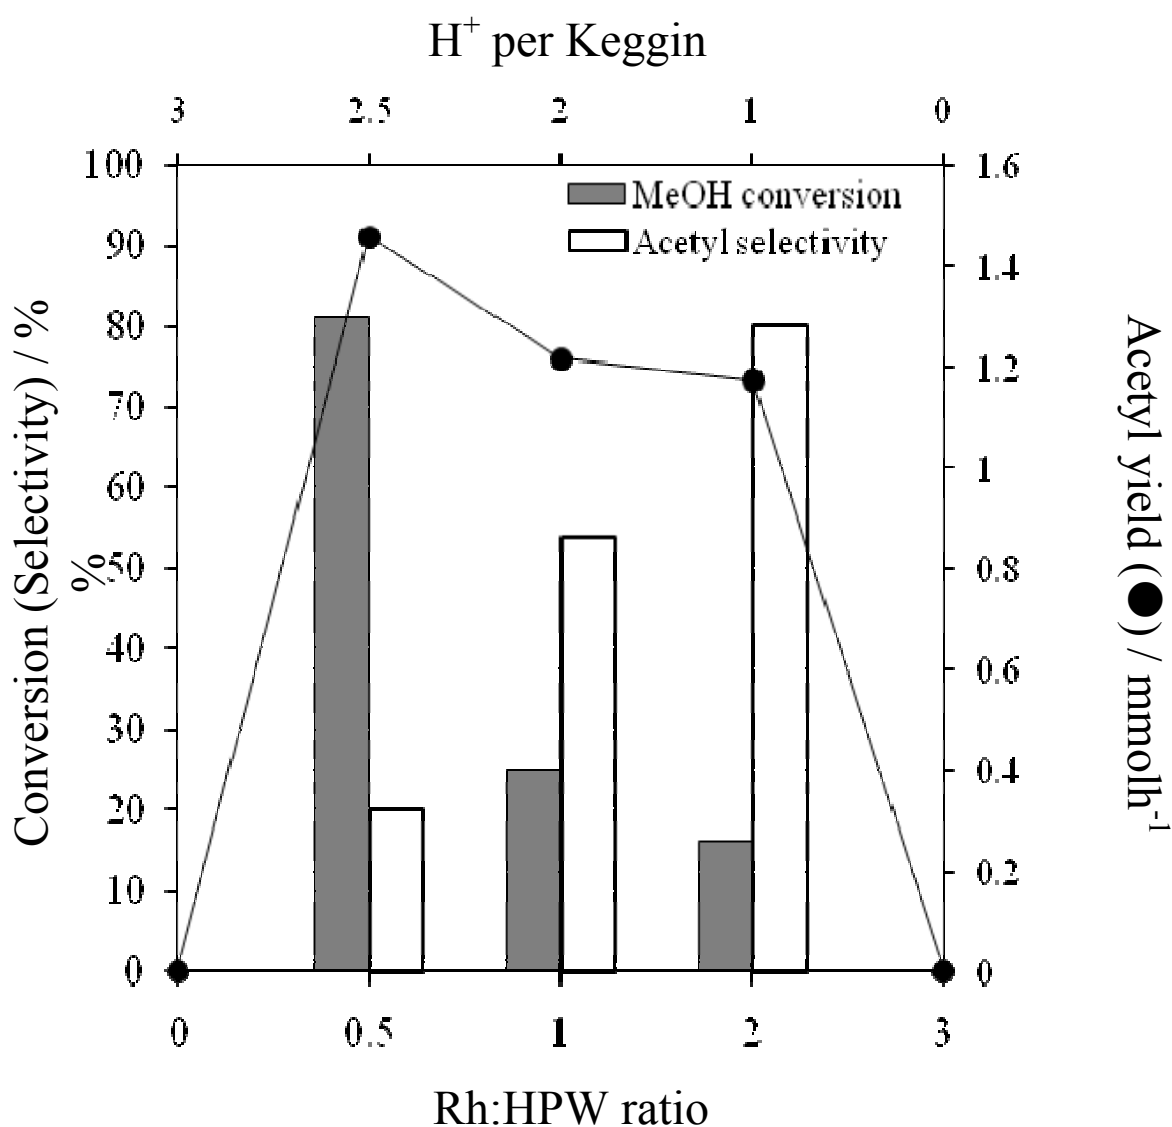 H⁺ per Keggin
3 2.5 2 1 0
100 1.6
MeOH conversion
90
Acetyl selectivity
1.4
80
1.2
70
1
60
50 0.8
40
0.6
30
0.4
20
0.2
10
0 0
0 0.5 1 2 3
Rh:HPW ratio
Conversion (Selectivity) / %
%
Acetyl yield (●) / mmolh⁻¹